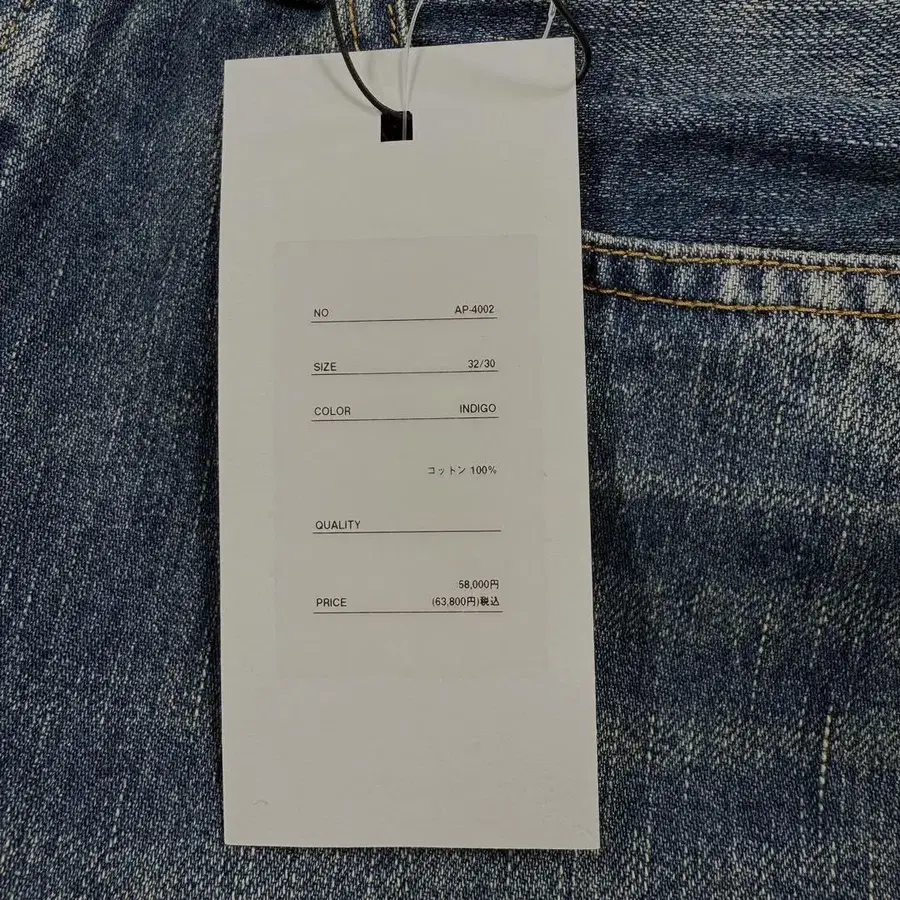 NO AP-4002
SIZE 32/30
COLOR INDIGO
コットン 100%
QUALITY
58,000円
PRICE (63,800円)税込